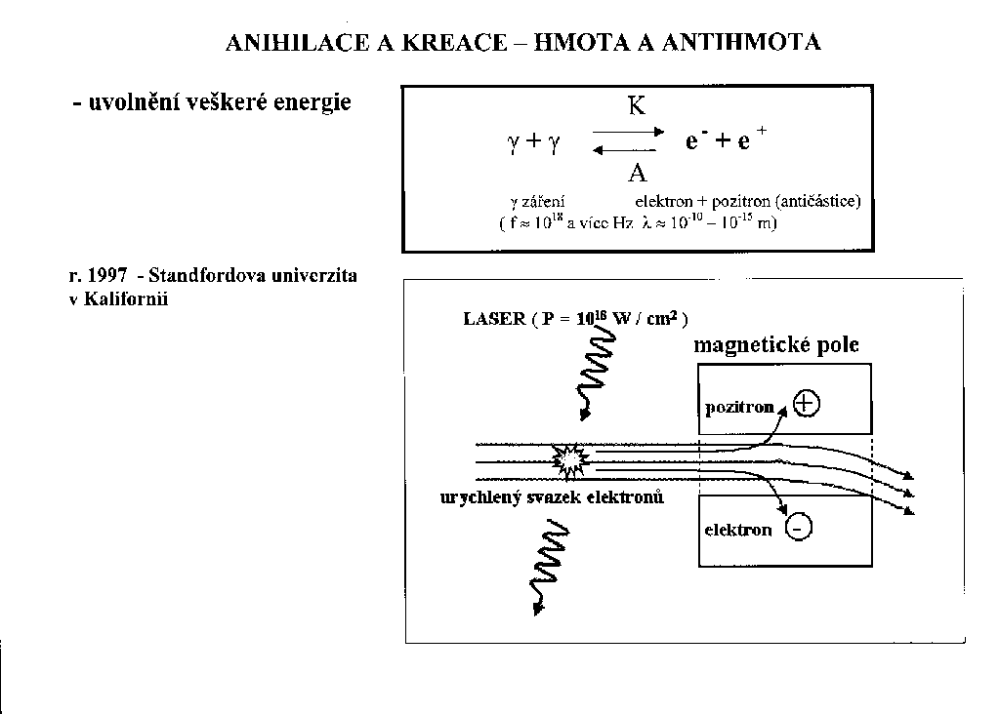 ANIHILACE A KREACE – HMOTA A ANTIHMOTA
- uvolnění veškeré energie
K
γ + γ e⁻ + e⁺
A
γ záření elektron + pozitron (antičástice)
( f ≈ 10¹⁸ a více Hz λ ≈ 10⁻¹⁰ – 10⁻¹⁵ m)
r. 1997 - Standfordova univerzita
v Kalifornii
LASER ( P = 10¹⁸ W / cm² )
magnetické pole
pozitron +
urychlený svazek elektronů
elektron -